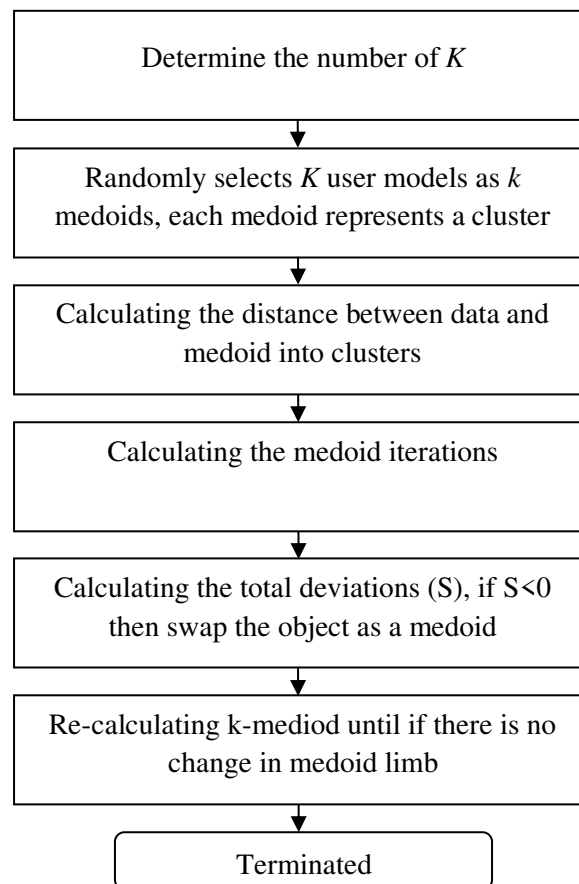 Determine the number of K
Randomly selects K user models as k
medoids, each medoid represents a cluster
Calculating the distance between data and
medoid into clusters
Calculating the medoid iterations
Calculating the total deviations (S), if S<0
then swap the object as a medoid
Re-calculating k-mediod until if there is no
change in medoid limb
Terminated